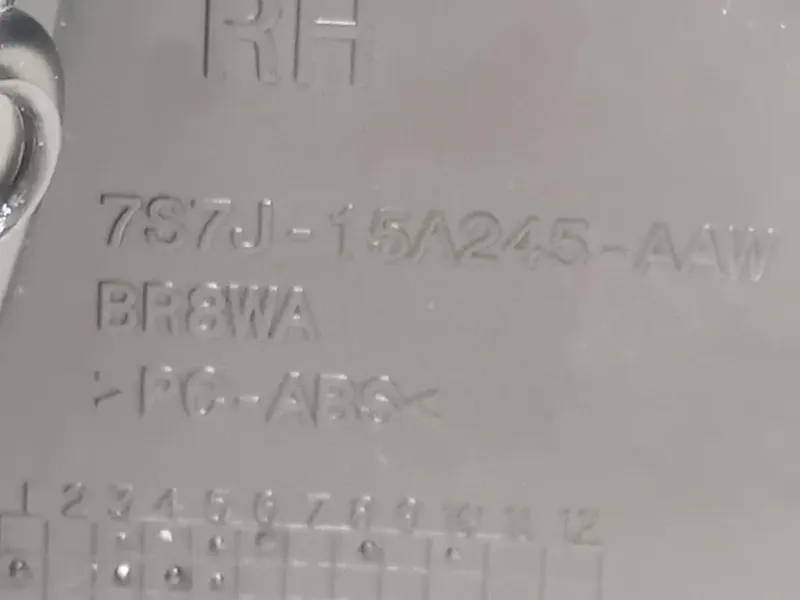 RH
7S7J-15A245-AAW
BR8WA
>PC-ABS<
1 2 3 4 5 6 7 8 9 10 11 12